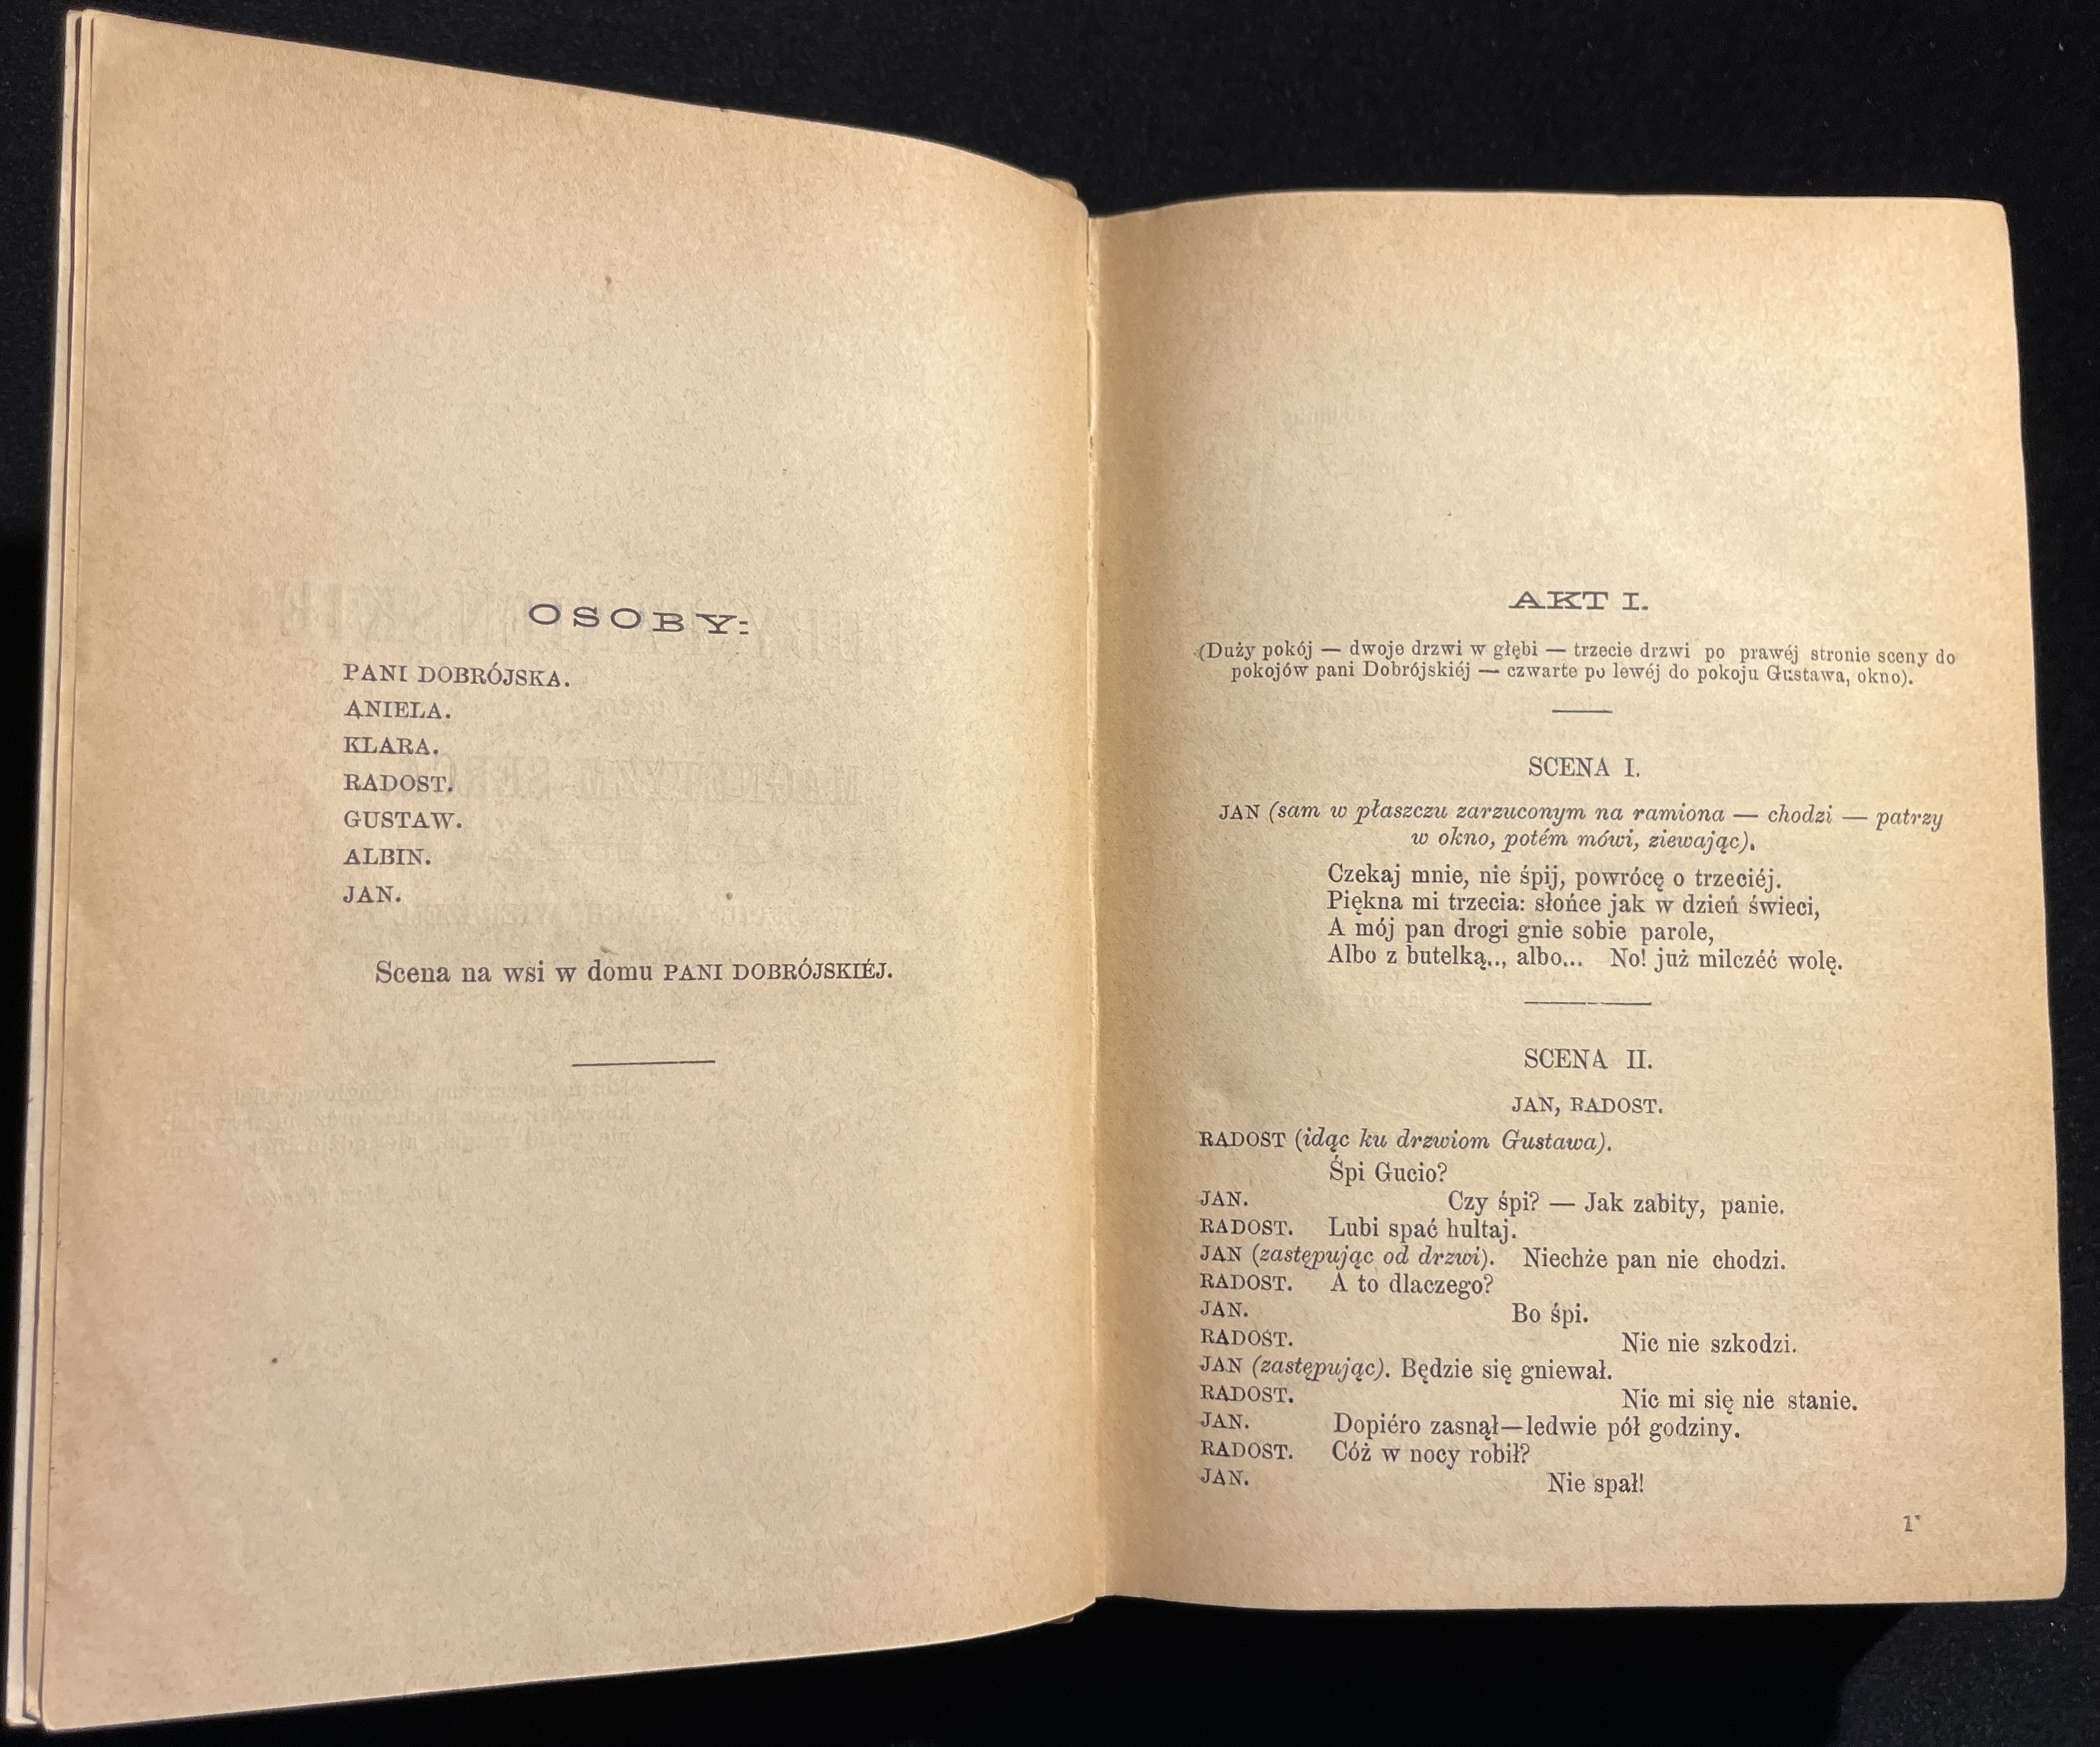 OSOBY:
PANI DOBRÓJSKA.
ANIELA.
KLARA.
RADOST.
GUSTAW.
ALBIN.
JAN.
Scena na wsi w domu PANI DOBRÓJSKIÉJ.
AKT I.
(Duży pokój — dwoje drzwi w głębi — trzecie drzwi po prawéj stronie sceny do
pokojów pani Dobrójskiéj — czwarte po lewéj do pokoju Gustawa, okno).
SCENA I.
JAN (sam w płaszczu zarzuconym na ramiona — chodzi — patrzy
w okno, potém mówi, ziewając).
Czekaj mnie, nie śpij, powrócę o trzeciéj.
Piękna mi trzecia: słońce jak w dzień świeci,
A mój pan drogi gnie sobie parole,
Albo z butelką.., albo... No! już milczéć wolę.
SCENA II.
JAN, RADOST.
RADOST (idąc ku drzwiom Gustawa).
Śpi Gucio?
JAN. Czy śpi? — Jak zabity, panie.
RADOST. Lubi spać hultaj.
JAN (zastępując od drzwi). Niechże pan nie chodzi.
RADOST. A to dlaczego?
JAN. Bo śpi.
RADOST. Nic nie szkodzi.
JAN (zastępując). Będzie się gniewał.
RADOST. Nic mi się nie stanie.
JAN. Dopiéro zasnął—ledwie pół godziny.
RADOST. Cóż w nocy robił?
JAN. Nie spał!
1*